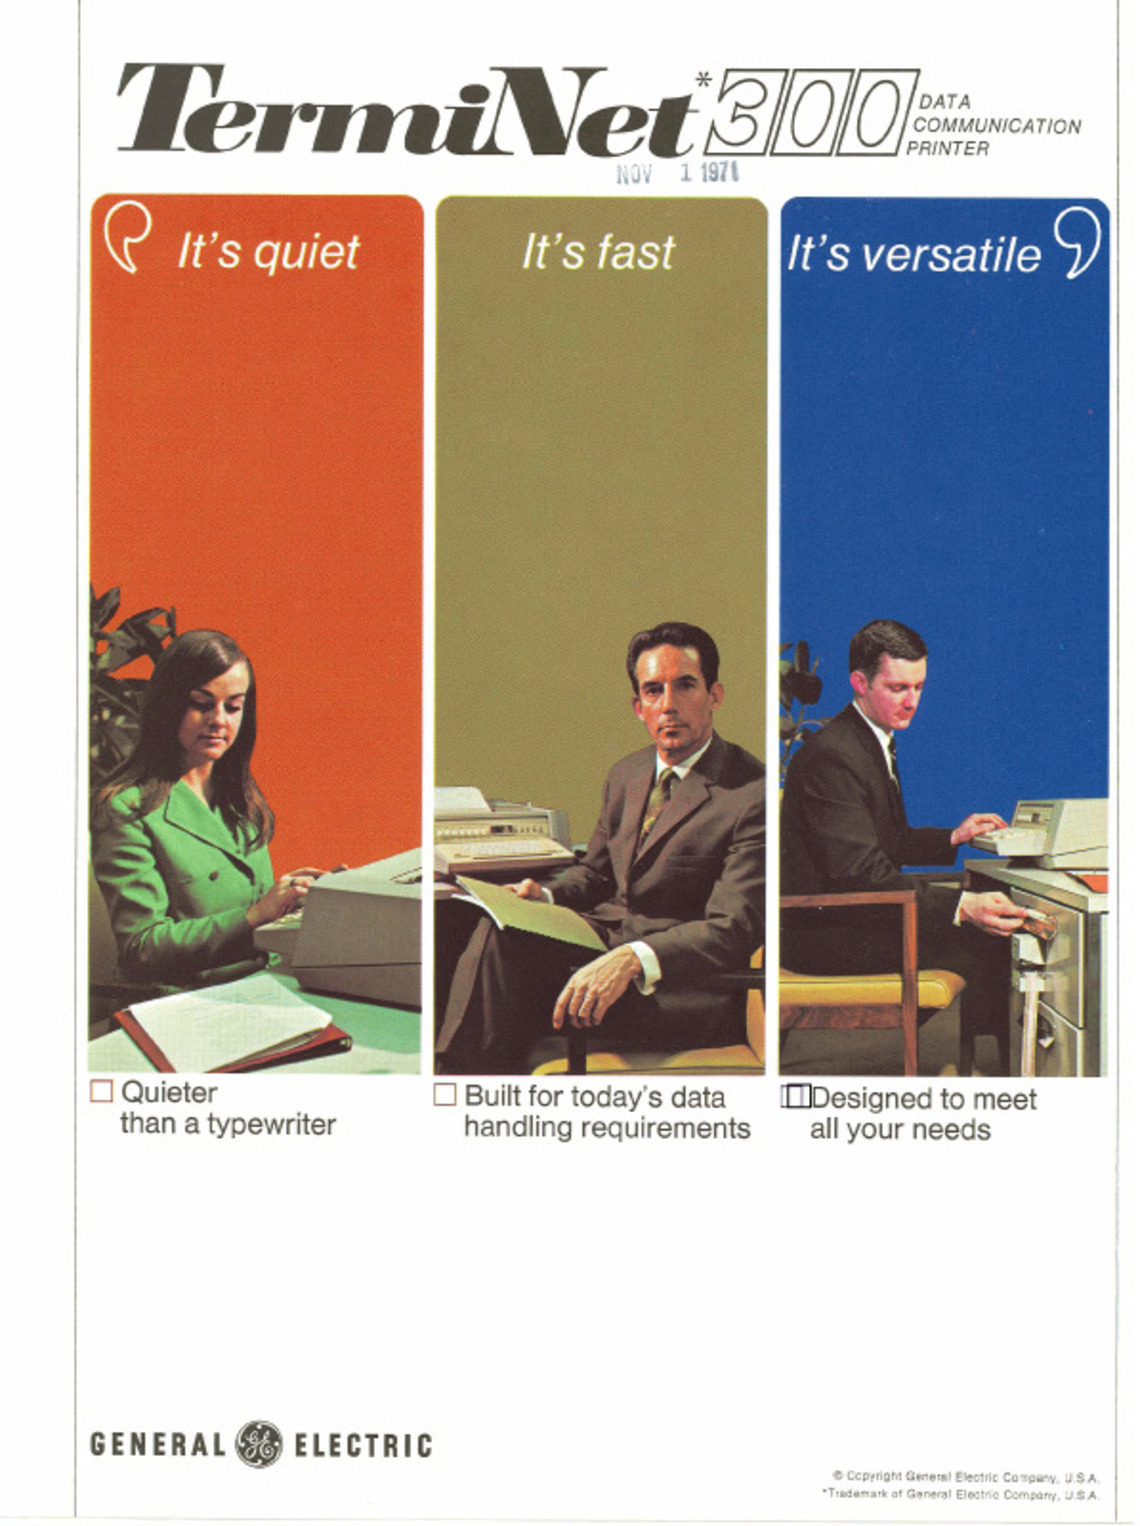 TermiNet*300
DATA
COMMUNICATION
PRINTER
NOV 1 1971
It's quiet
It's fast
It's versatile
Quieter
than a typewriter
Built for today's data
handling requirements
Designed to meet
all your needs
GENERAL GE ELECTRIC
© Copyright General Electric Company, U.S.A.
*Trademark of General Electric Company, U.S.A.